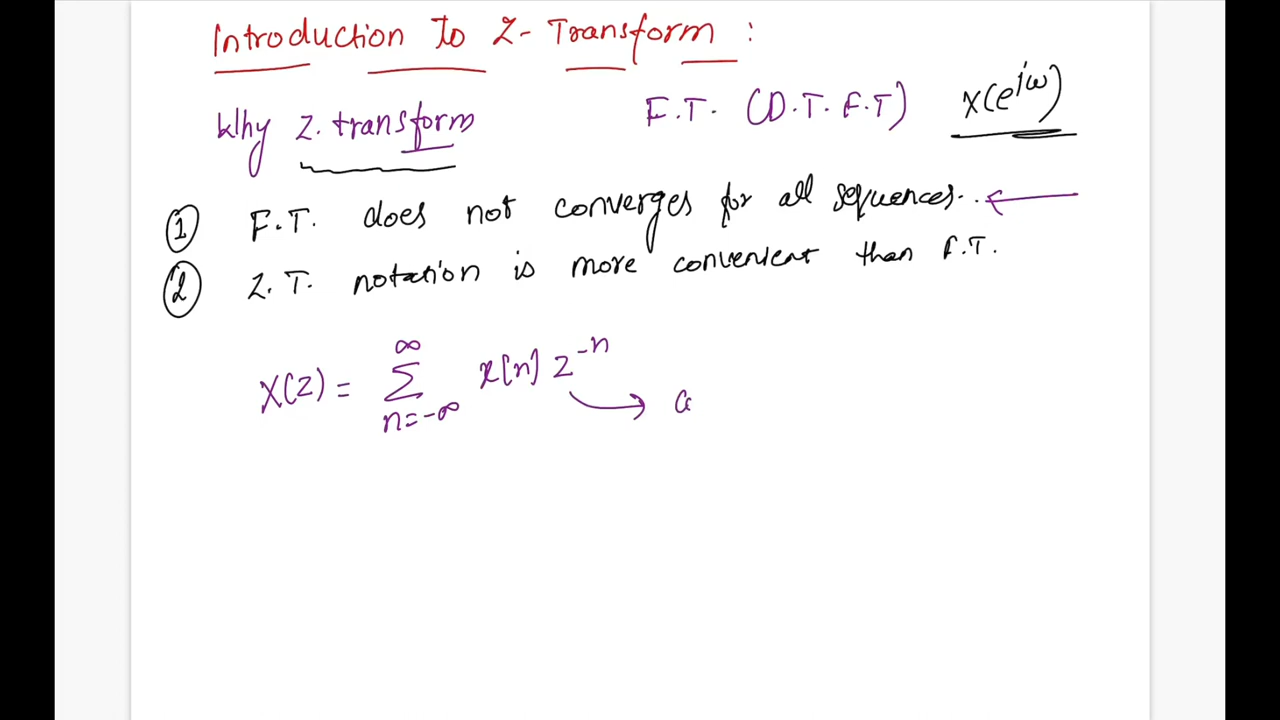 Introduction to Z-Transform :
Why Z.transform F.T. (D.T.F.T) X(e^jω)
① F.T. does not converges for all sequences..
② Z.T. notation is more convenient than F.T.
X(Z) = ∑_{n=-∞}^{∞} x[n] z^{-n}